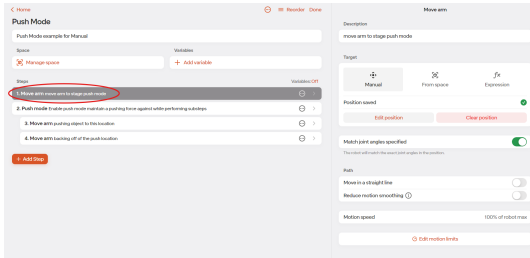 Home
Reorder Done
Push Mode
Push Mode example for Manual
Space
Variables
Manage space
+ Add variable
Steps
Variables Off
1. Move arm move arm to stage push mode
2. Push mode Enable push mode maintain a pushing force against while performing substeps
3. Move arm pushing object to this location
4. Move arm backing off of the push location
+ Add Step
Move arm
Description
move arm to stage push mode
Target
Manual
From space
ƒx
Expression
Position saved
Edit position
Clear position
Match joint angles specified
The robot will match the exact joint angles in the position.
Path
Move in a straight line
Reduce motion smoothing
Motion speed
100% of robot max
Edit motion limits